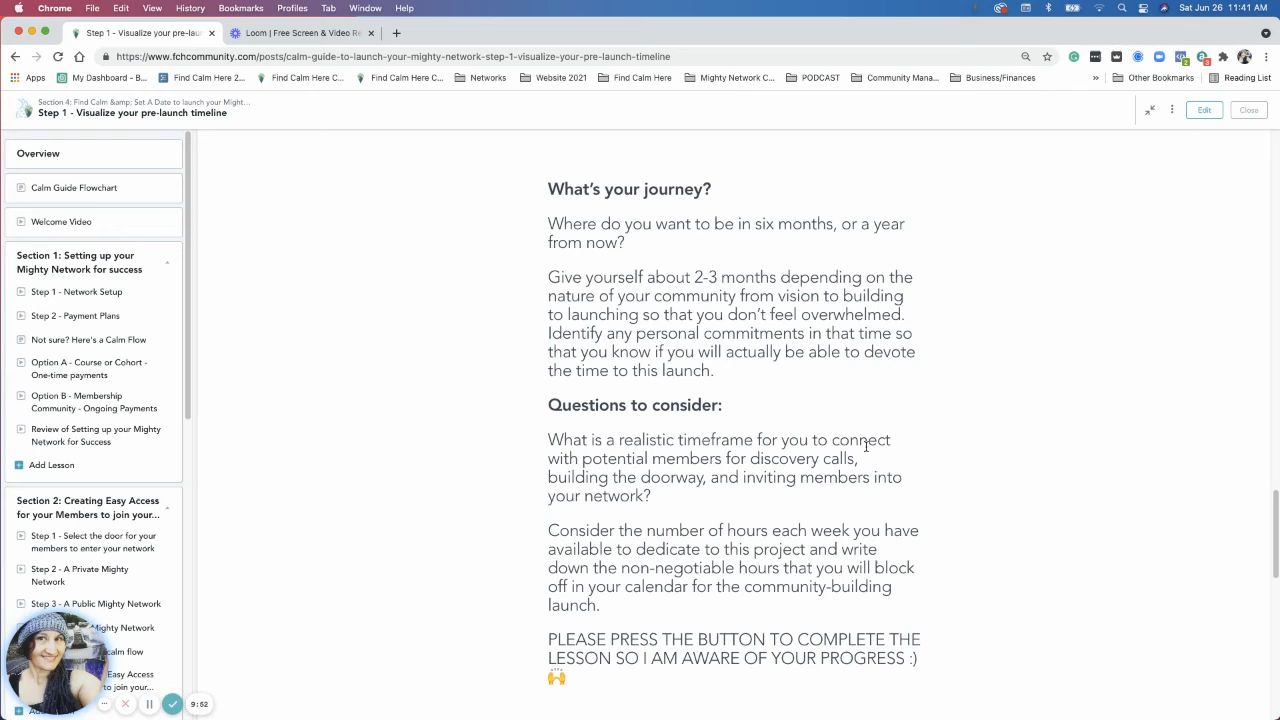 Chrome File Edit View History Bookmarks Profiles Tab Window Help Sat Jun 26 11:41 AM
Step 1 - Visualize your pre-lau Loom | Free Screen & Video Re
https://www.fchcommunity.com/posts/calm-guide-to-launch-your-mighty-network-step-1-visualize-your-pre-launch-timeline
Apps My Dashboard - B... Find Calm Here 2... Find Calm Here C... Find Calm Here C... Networks Website 2021 Find Calm Here Mighty Network C... PODCAST Community Mana... Business/Finances » Other Bookmarks Reading List
Section 4: Find Calm &amp; Set A Date to launch your Might...
Step 1 - Visualize your pre-launch timeline
Edit Close
Overview
Calm Guide Flowchart
Welcome Video
Section 1: Setting up your
Mighty Network for success
Step 1 - Network Setup
Step 2 - Payment Plans
Not sure? Here's a Calm Flow
Option A - Course or Cohort -
One-time payments
Option B - Membership
Community - Ongoing Payments
Review of Setting up your Mighty
Network for Success
Add Lesson
Section 2: Creating Easy Access
for your Members to join your...
Step 1 - Select the door for your
members to enter your network
Step 2 - A Private Mighty
Network
Step 3 - A Public Mighty Network
Mighty Network
calm flow
Easy Access
to join your...
9:52
What’s your journey?
Where do you want to be in six months, or a year
from now?
Give yourself about 2-3 months depending on the
nature of your community from vision to building
to launching so that you don’t feel overwhelmed.
Identify any personal commitments in that time so
that you know if you will actually be able to devote
the time to this launch.
Questions to consider:
What is a realistic timeframe for you to connect
with potential members for discovery calls,
building the doorway, and inviting members into
your network?
Consider the number of hours each week you have
available to dedicate to this project and write
down the non-negotiable hours that you will block
off in your calendar for the community-building
launch.
PLEASE PRESS THE BUTTON TO COMPLETE THE
LESSON SO I AM AWARE OF YOUR PROGRESS :)
🙌